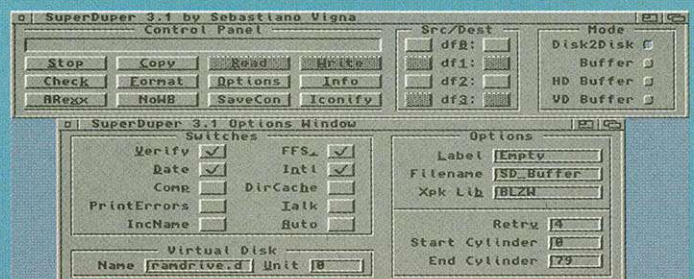 SuperDuper 3.1 by Sebastiano Vigna
Control Panel
Src/Dest
Mode
df0:
Disk2Disk
Stop
Copy
Read
Write
df1:
Buffer
Check
Format
Options
Info
df2:
HD Buffer
ARexx
NoWB
SaveCon
Iconify
df3:
VD Buffer
SuperDuper 3.1 Options Window
Switches
Options
Verify
FFS
Label
Empty
Date
Intl
Filename
SD_Buffer
Comp
DirCache
Xpk Lib
BLZW
PrintErrors
Talk
IncName
Auto
Retry
4
Start Cylinder
0
Virtual Disk
Name
ramdrive.d
Unit
0
End Cylinder
79